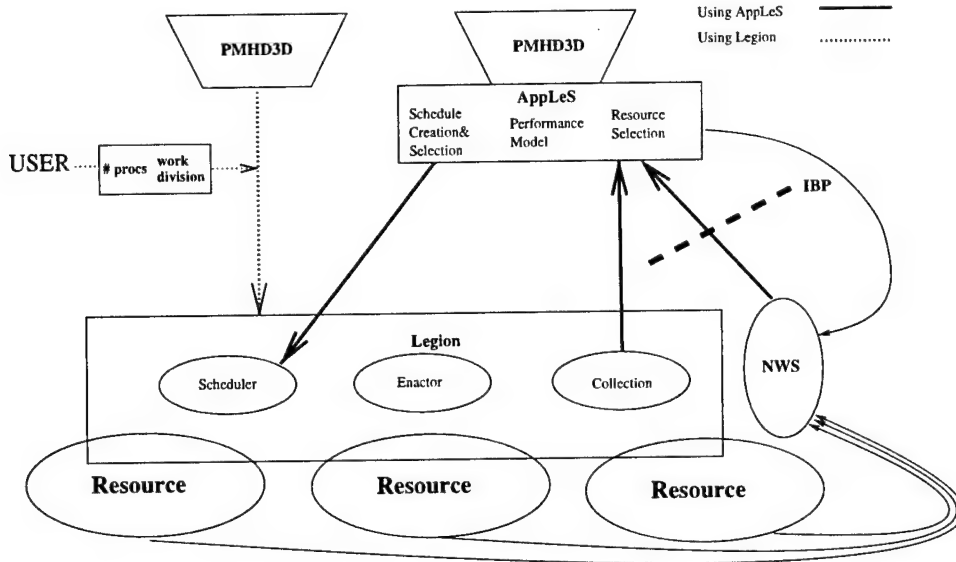 Using AppLeS
Using Legion
PMHD3D
PMHD3D
AppLeS
Schedule
Creation&
Selection
Performance
Model
Resource
Selection
USER
# procs
work
division
IBP
Legion
Scheduler
Enactor
Collection
NWS
Resource
Resource
Resource